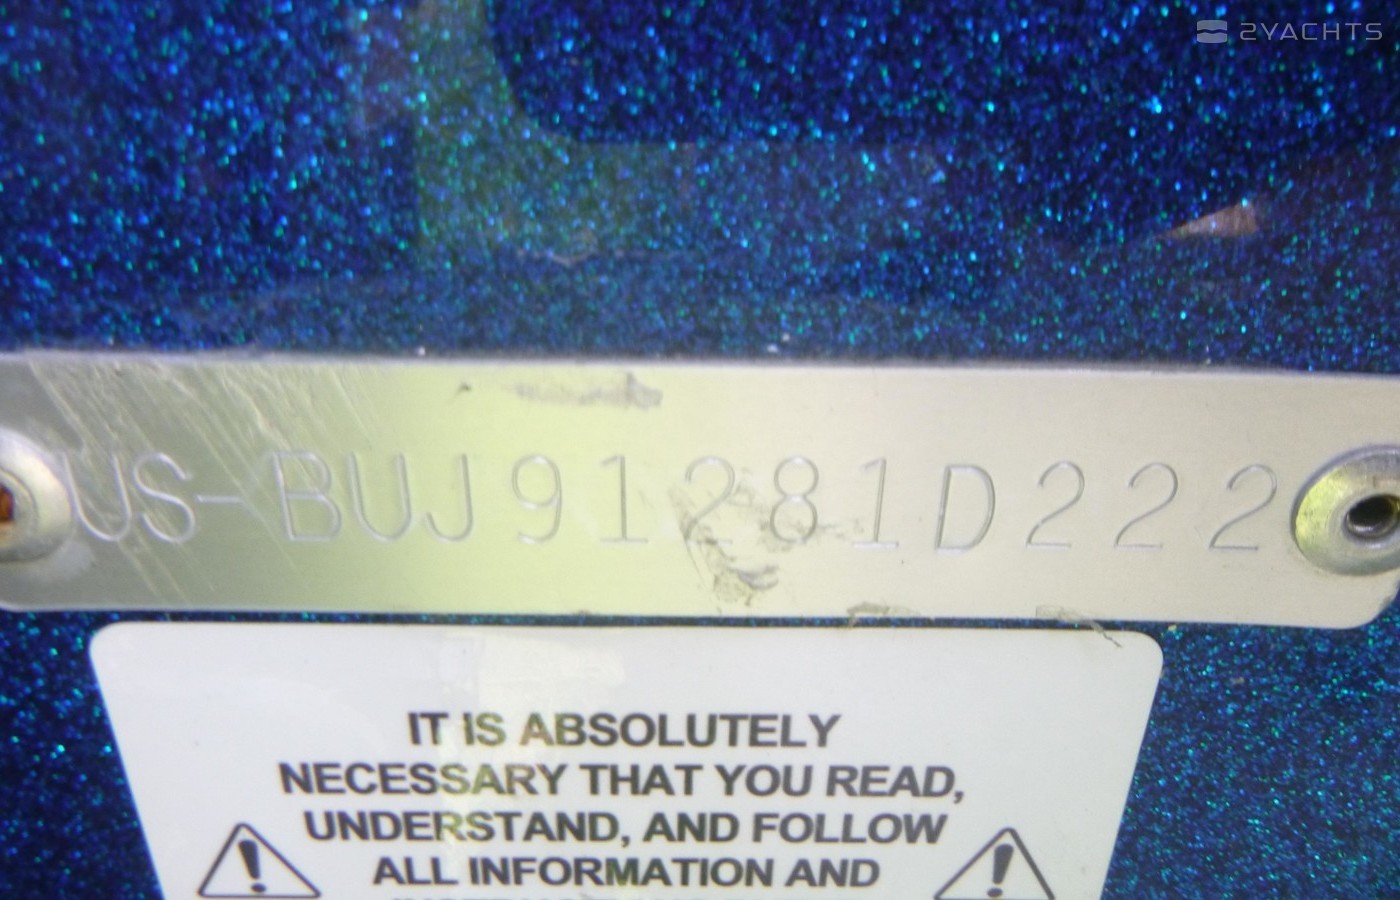 2YACHTS
US-BUJ91281D222
IT IS ABSOLUTELY
NECESSARY THAT YOU READ,
UNDERSTAND, AND FOLLOW
ALL INFORMATION AND